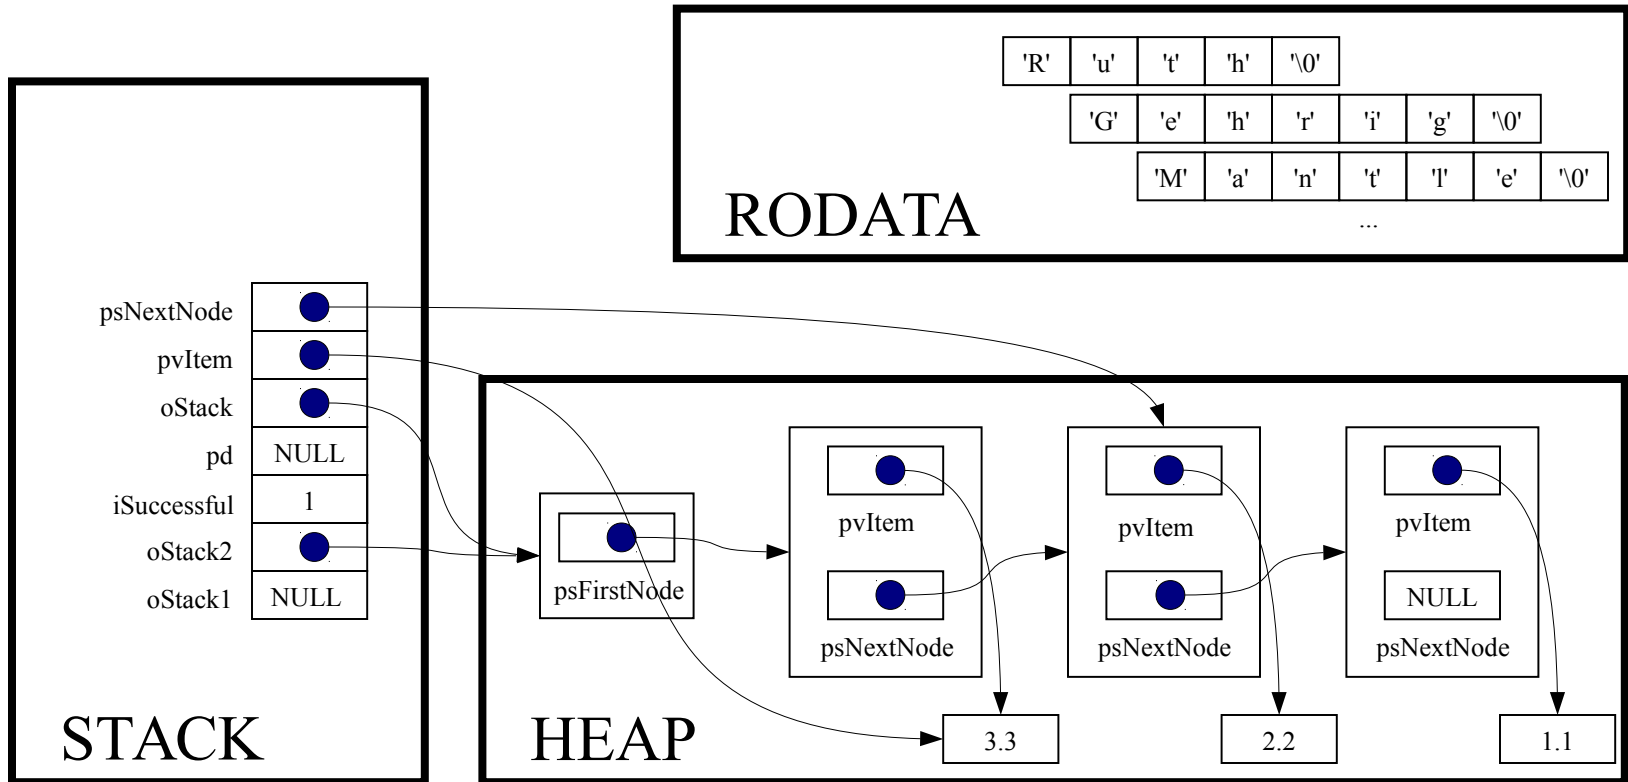 'R' 'u' 't' 'h' '\0'
'G' 'e' 'h' 'r' 'i' 'g' '\0'
'M' 'a' 'n' 't' 'l' 'e' '\0'
...
RODATA
psNextNode
pvItem
oStack
pd NULL
iSuccessful 1
oStack2
oStack1 NULL
STACK
pvItem pvItem pvItem
psFirstNode
NULL
psNextNode psNextNode psNextNode
HEAP
3.3 2.2 1.1